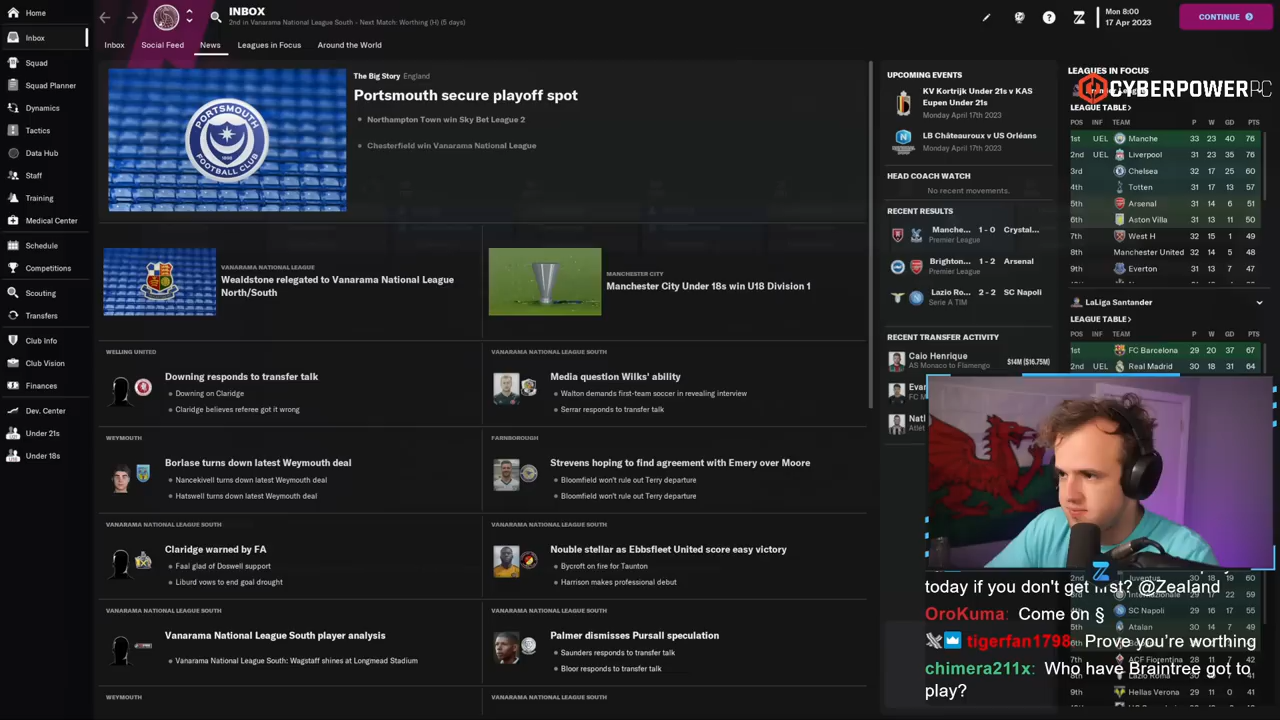 Home
Inbox
Squad
Squad Planner
Dynamics
Tactics
Data Hub
Staff
Training
Medical Center
Schedule
Competitions
Scouting
Transfers
Club Info
Club Vision
Finances
Dev. Center
Under 21s
Under 18s
INBOX
2nd in Vanarama National League South - Next Match: Worthing (H) (5 days)
Mon 8:00
17 Apr 2023
CONTINUE
Inbox Social Feed News Leagues in Focus Around the World
The Big Story England
Portsmouth secure playoff spot
Northampton Town win Sky Bet League 2
Chesterfield win Vanarama National League
PORTSMOUTH
FOOTBALL CLUB
VANARAMA NATIONAL LEAGUE
Wealdstone relegated to Vanarama National League
North/South
MANCHESTER CITY
Manchester City Under 18s win U18 Division 1
WELLING UNITED
Downing responds to transfer talk
Downing on Claridge
Claridge believes referee got it wrong
VANARAMA NATIONAL LEAGUE SOUTH
Media question Wilks' ability
Walton demands first-team soccer in revealing interview
Serrar responds to transfer talk
WEYMOUTH
Borlase turns down latest Weymouth deal
Nancekivell turns down latest Weymouth deal
Hatswell turns down latest Weymouth deal
FARNBOROUGH
Strevens hoping to find agreement with Emery over Moore
Bloomfield won't rule out Terry departure
Bloomfield won't rule out Terry departure
VANARAMA NATIONAL LEAGUE SOUTH
Claridge warned by FA
Faal glad of Doswell support
Liburd vows to end goal drought
VANARAMA NATIONAL LEAGUE SOUTH
Nouble stellar as Ebbsfleet United score easy victory
Bycroft on fire for Taunton
Harrison makes professional debut
VANARAMA NATIONAL LEAGUE SOUTH
Vanarama National League South player analysis
Vanarama National League South: Wagstaff shines at Longmead Stadium
VANARAMA NATIONAL LEAGUE SOUTH
Palmer dismisses Pursall speculation
Saunders responds to transfer talk
Bloor responds to transfer talk
WEYMOUTH
VANARAMA NATIONAL LEAGUE SOUTH
UPCOMING EVENTS
KV Kortrijk Under 21s v KAS
Eupen Under 21s
Monday April 17th 2023
LB Châteauroux v US Orléans
Monday April 17th 2023
HEAD COACH WATCH
No recent movements.
RECENT RESULTS
Manche... 1 - 0 Crystal...
Premier League
Brighton... 1 - 2 Arsenal
Premier League
Lazio Ro... 2 - 2 SC Napoli
Serie A TIM
RECENT TRANSFER ACTIVITY
Caio Henrique
AS Monaco to Flamengo
$14M ($16.75M)
LEAGUES IN FOCUS
CYBERPOWERPC
LEAGUE TABLE
POS INF TEAM P W GD PTS
1st UEL Manche 33 23 40 76
2nd UEL Liverpool 31 23 35 76
3rd Chelsea 32 17 25 60
4th Totten 31 17 13 57
5th Arsenal 31 14 6 51
6th Aston Villa 31 13 11 50
7th West H 32 15 1 49
8th Manchester United 32 14 5 48
9th Everton 31 13 7 47
LaLiga Santander
LEAGUE TABLE
POS INF TEAM P W GD PTS
1st FC Barcelona 29 20 37 67
2nd UEL Real Madrid 30 18 31 64
today if you don't get first? @Zealand
OroKuma: Come on §
tigerfan1798: Prove you're worthing
chimera211x: Who have Braintree got to
play?